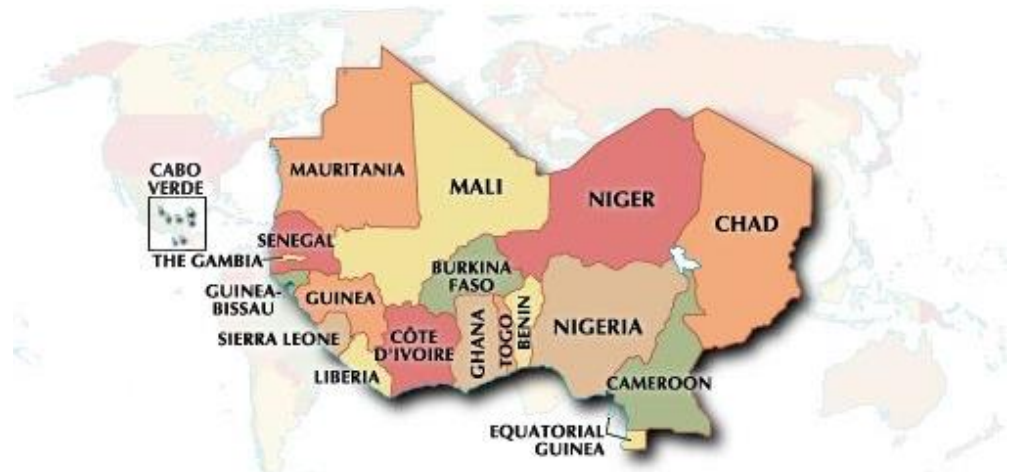 CABO
VERDE
MAURITANIA
MALI
NIGER
CHAD
SENEGAL
THE GAMBIA
BURKINA
FASO
GUINEA-
BISSAU
GUINEA
NIGERIA
SIERRA LEONE
CÔTE
D'IVOIRE
GHANA
TOGO
BENIN
LIBERIA
CAMEROON
EQUATORIAL
GUINEA